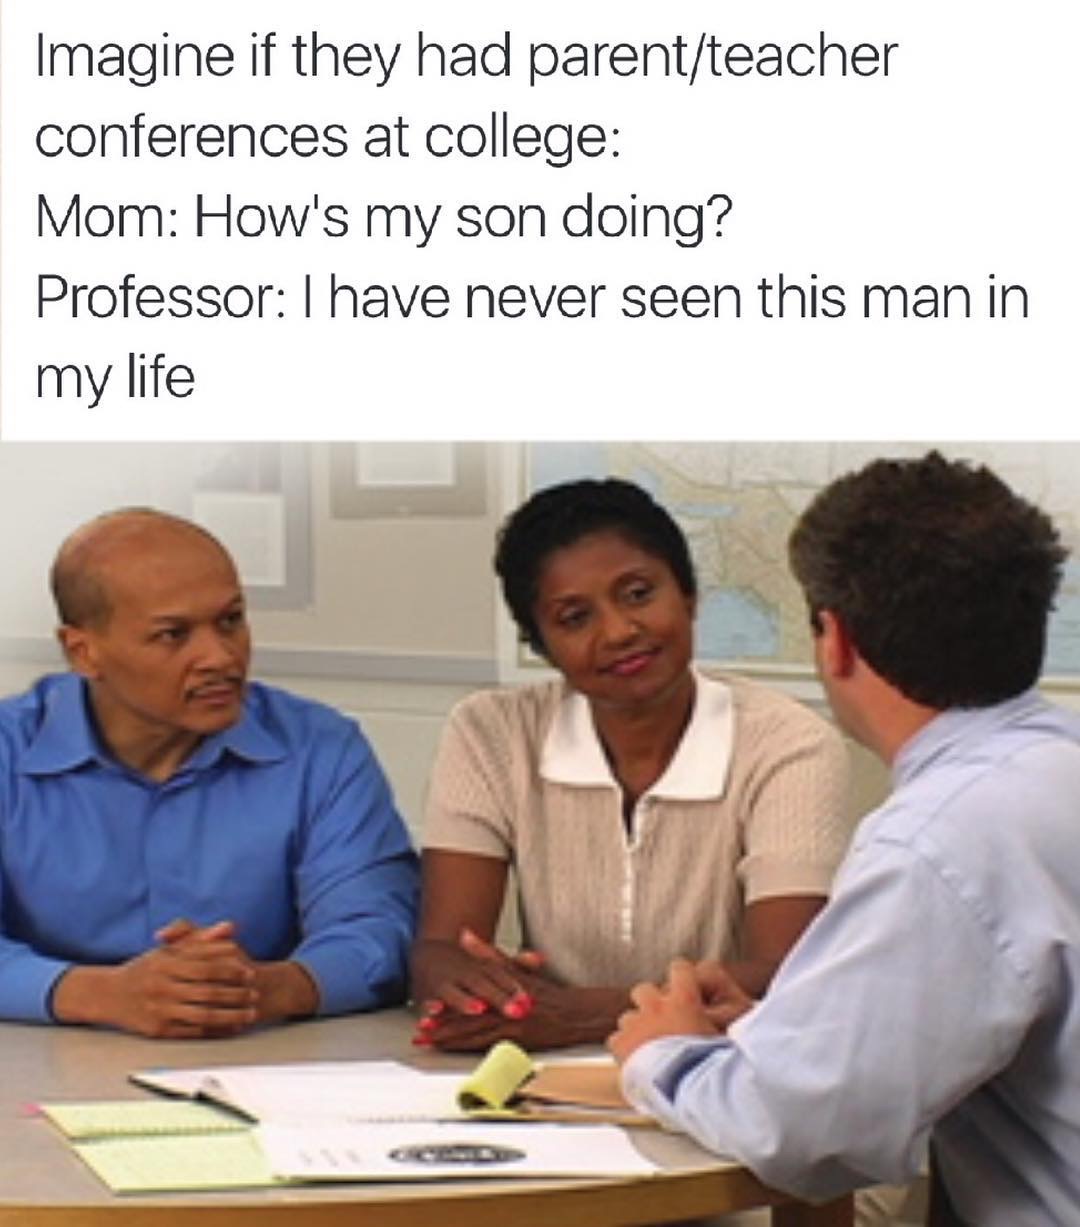 Imagine if they had parent/teacher
conferences at college:
Mom: How's my son doing?
Professor: I have never seen this man in
my life